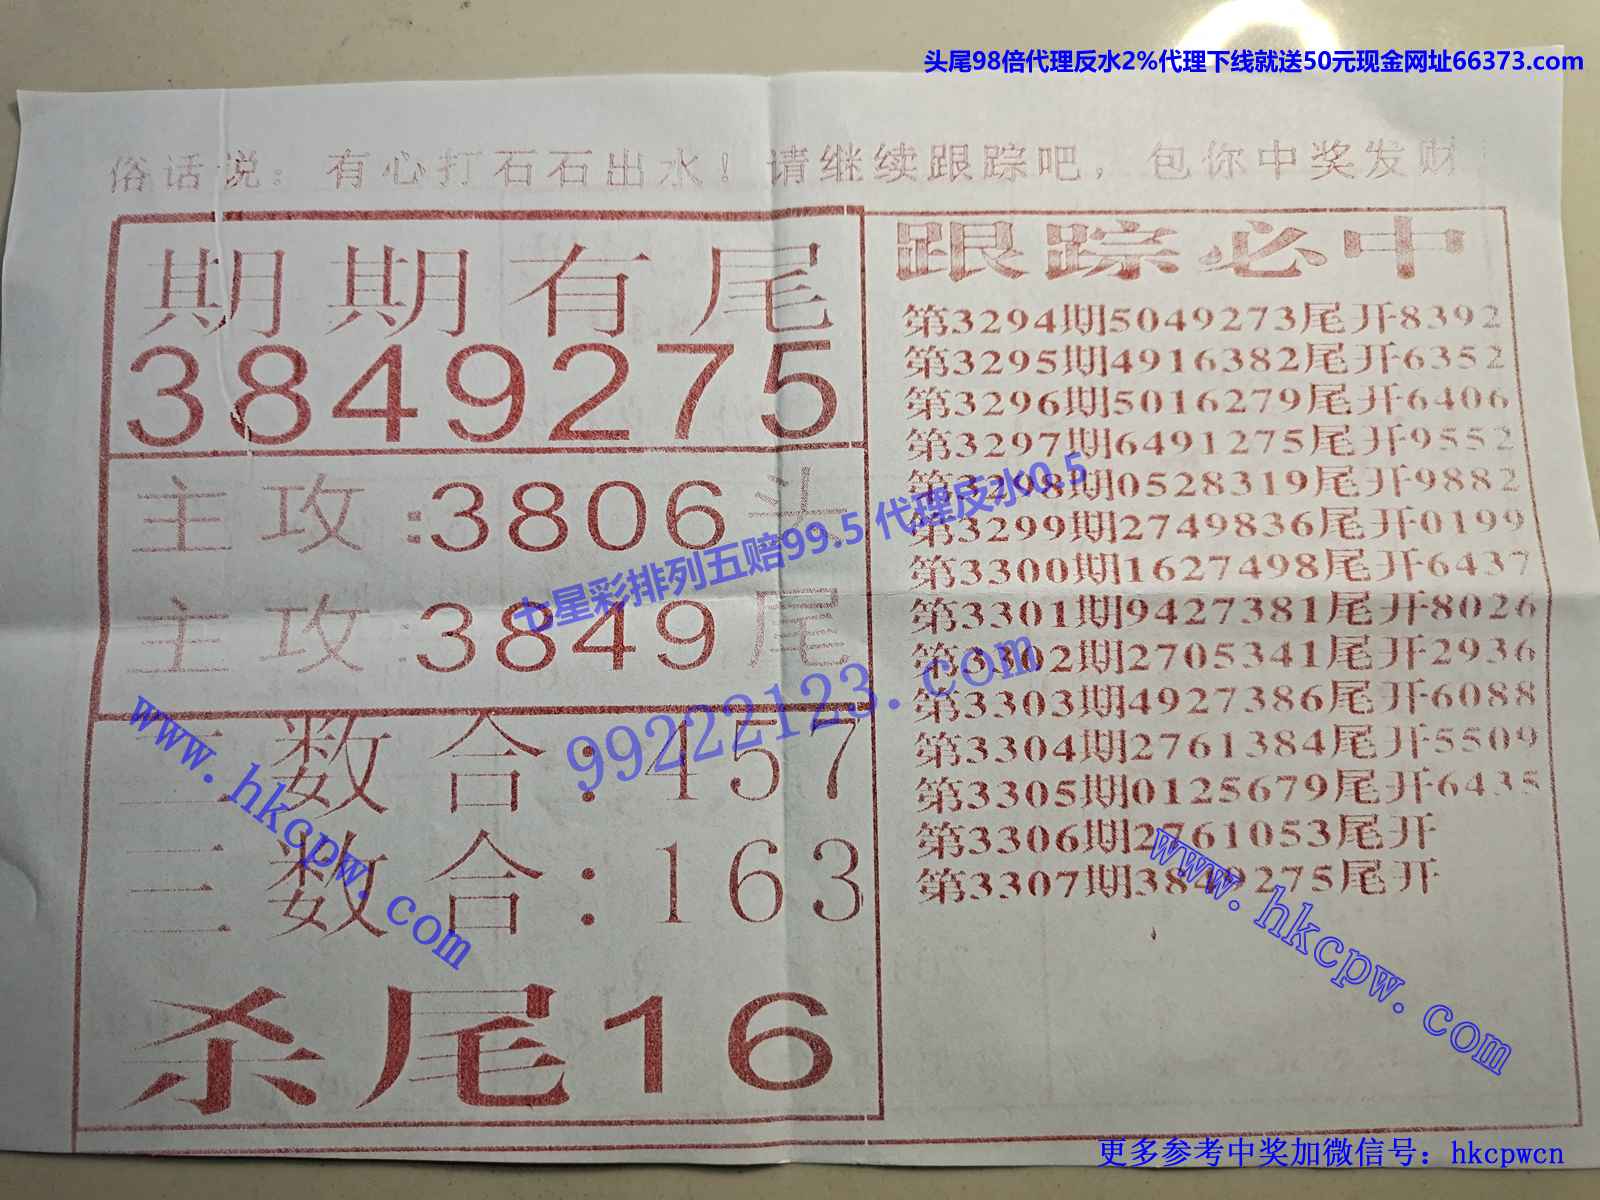 头尾98倍代理反水2%代理下线就送50元现金网址66373.com
俗话说：有心打石石出水！请继续跟踪吧，包你中奖发财
期期有尾
3849275
主攻:3806头
主攻:3849尾
二数合:457
三数合:163
杀尾16
跟踪必中
第3294期5049273尾开8392
第3295期4916382尾开6352
第3296期5016279尾开6406
第3297期6491275尾开9552
第3298期0528319尾开9882
第3299期2749836尾开0199
第3300期1627498尾开6437
第3301期9427381尾开8026
第3302期2705341尾开2936
第3303期4927386尾开6088
第3304期2761384尾开5509
第3305期0125679尾开6435
第3306期2761053尾开
第3307期3849275尾开
七星彩排列五赔99.5 代理反水0.5
99222123.com
www.hkcpw.com
www.hkcpw.com
更多参考中奖加微信号：hkcpwcn